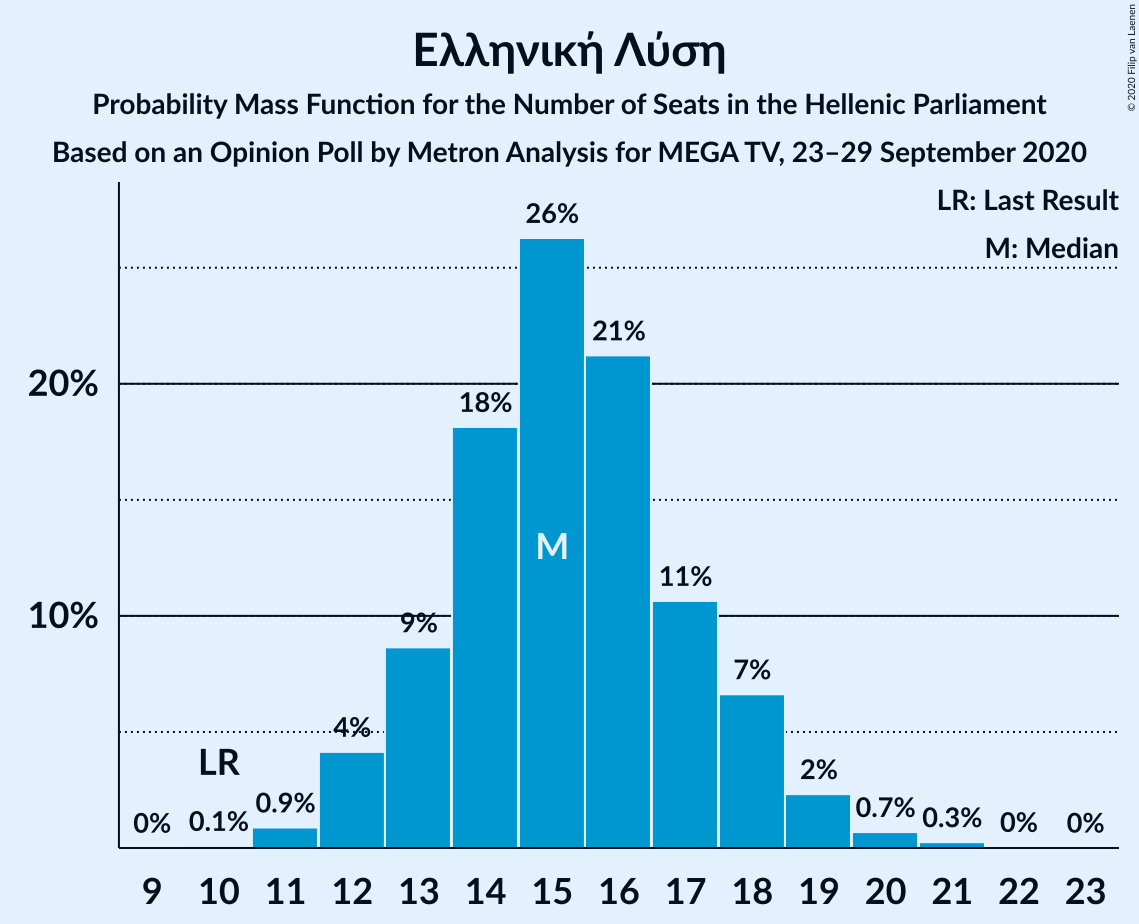 © 2020 Filip van Laenen
Ελληνική Λύση
Probability Mass Function for the Number of Seats in the Hellenic Parliament
Based on an Opinion Poll by Metron Analysis for MEGA TV, 23–29 September 2020
LR: Last Result
M: Median
26%
21%
20%
18%
M
11%
10%
9%
7%
4%
LR
2%
0% 0.1% 0.9% 0.7% 0.3% 0% 0%
9 10 11 12 13 14 15 16 17 18 19 20 21 22 23